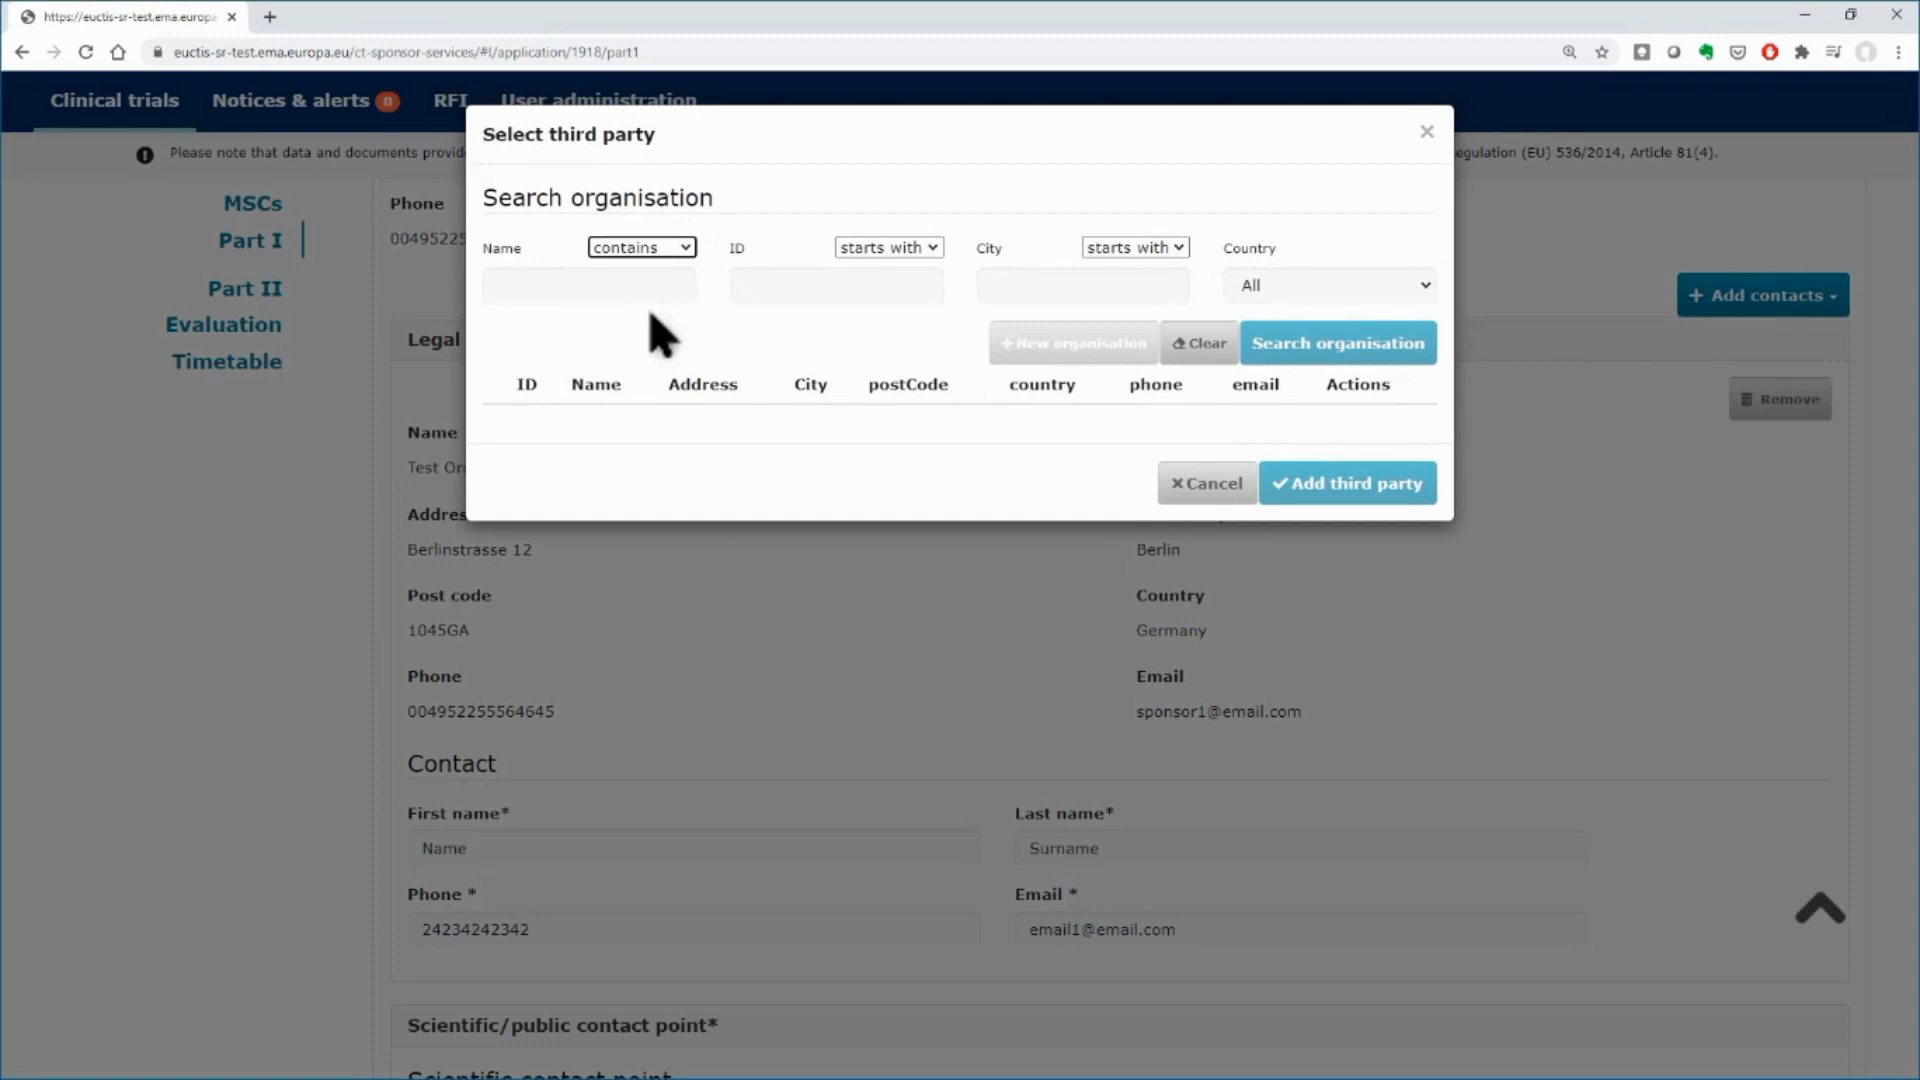 https://euctis-sr-test.ema.europa
euctis-sr-test.ema.europa.eu/ct-sponsor-services/#!/application/1918/part1
Clinical trials Notices & alerts 0 RFI User administration
Please note that data and documents provid
egulation (EU) 536/2014, Article 81(4).
MSCs
Part I
Part II
Evaluation
Timetable
Select third party
Search organisation
Name contains ID starts with City starts with Country
All
+ New organisation Clear Search organisation
ID Name Address City postCode country phone email Actions
Cancel Add third party
Phone
00495225
+ Add contacts
Legal
Remove
Name
Test Or
Addres
Berlinstrasse 12 Berlin
Post code Country
1045GA Germany
Phone Email
004952255564645 sponsor1@email.com
Contact
First name* Last name*
Name Surname
Phone * Email *
24234242342 email1@email.com
Scientific/public contact point*
Scientific contact point